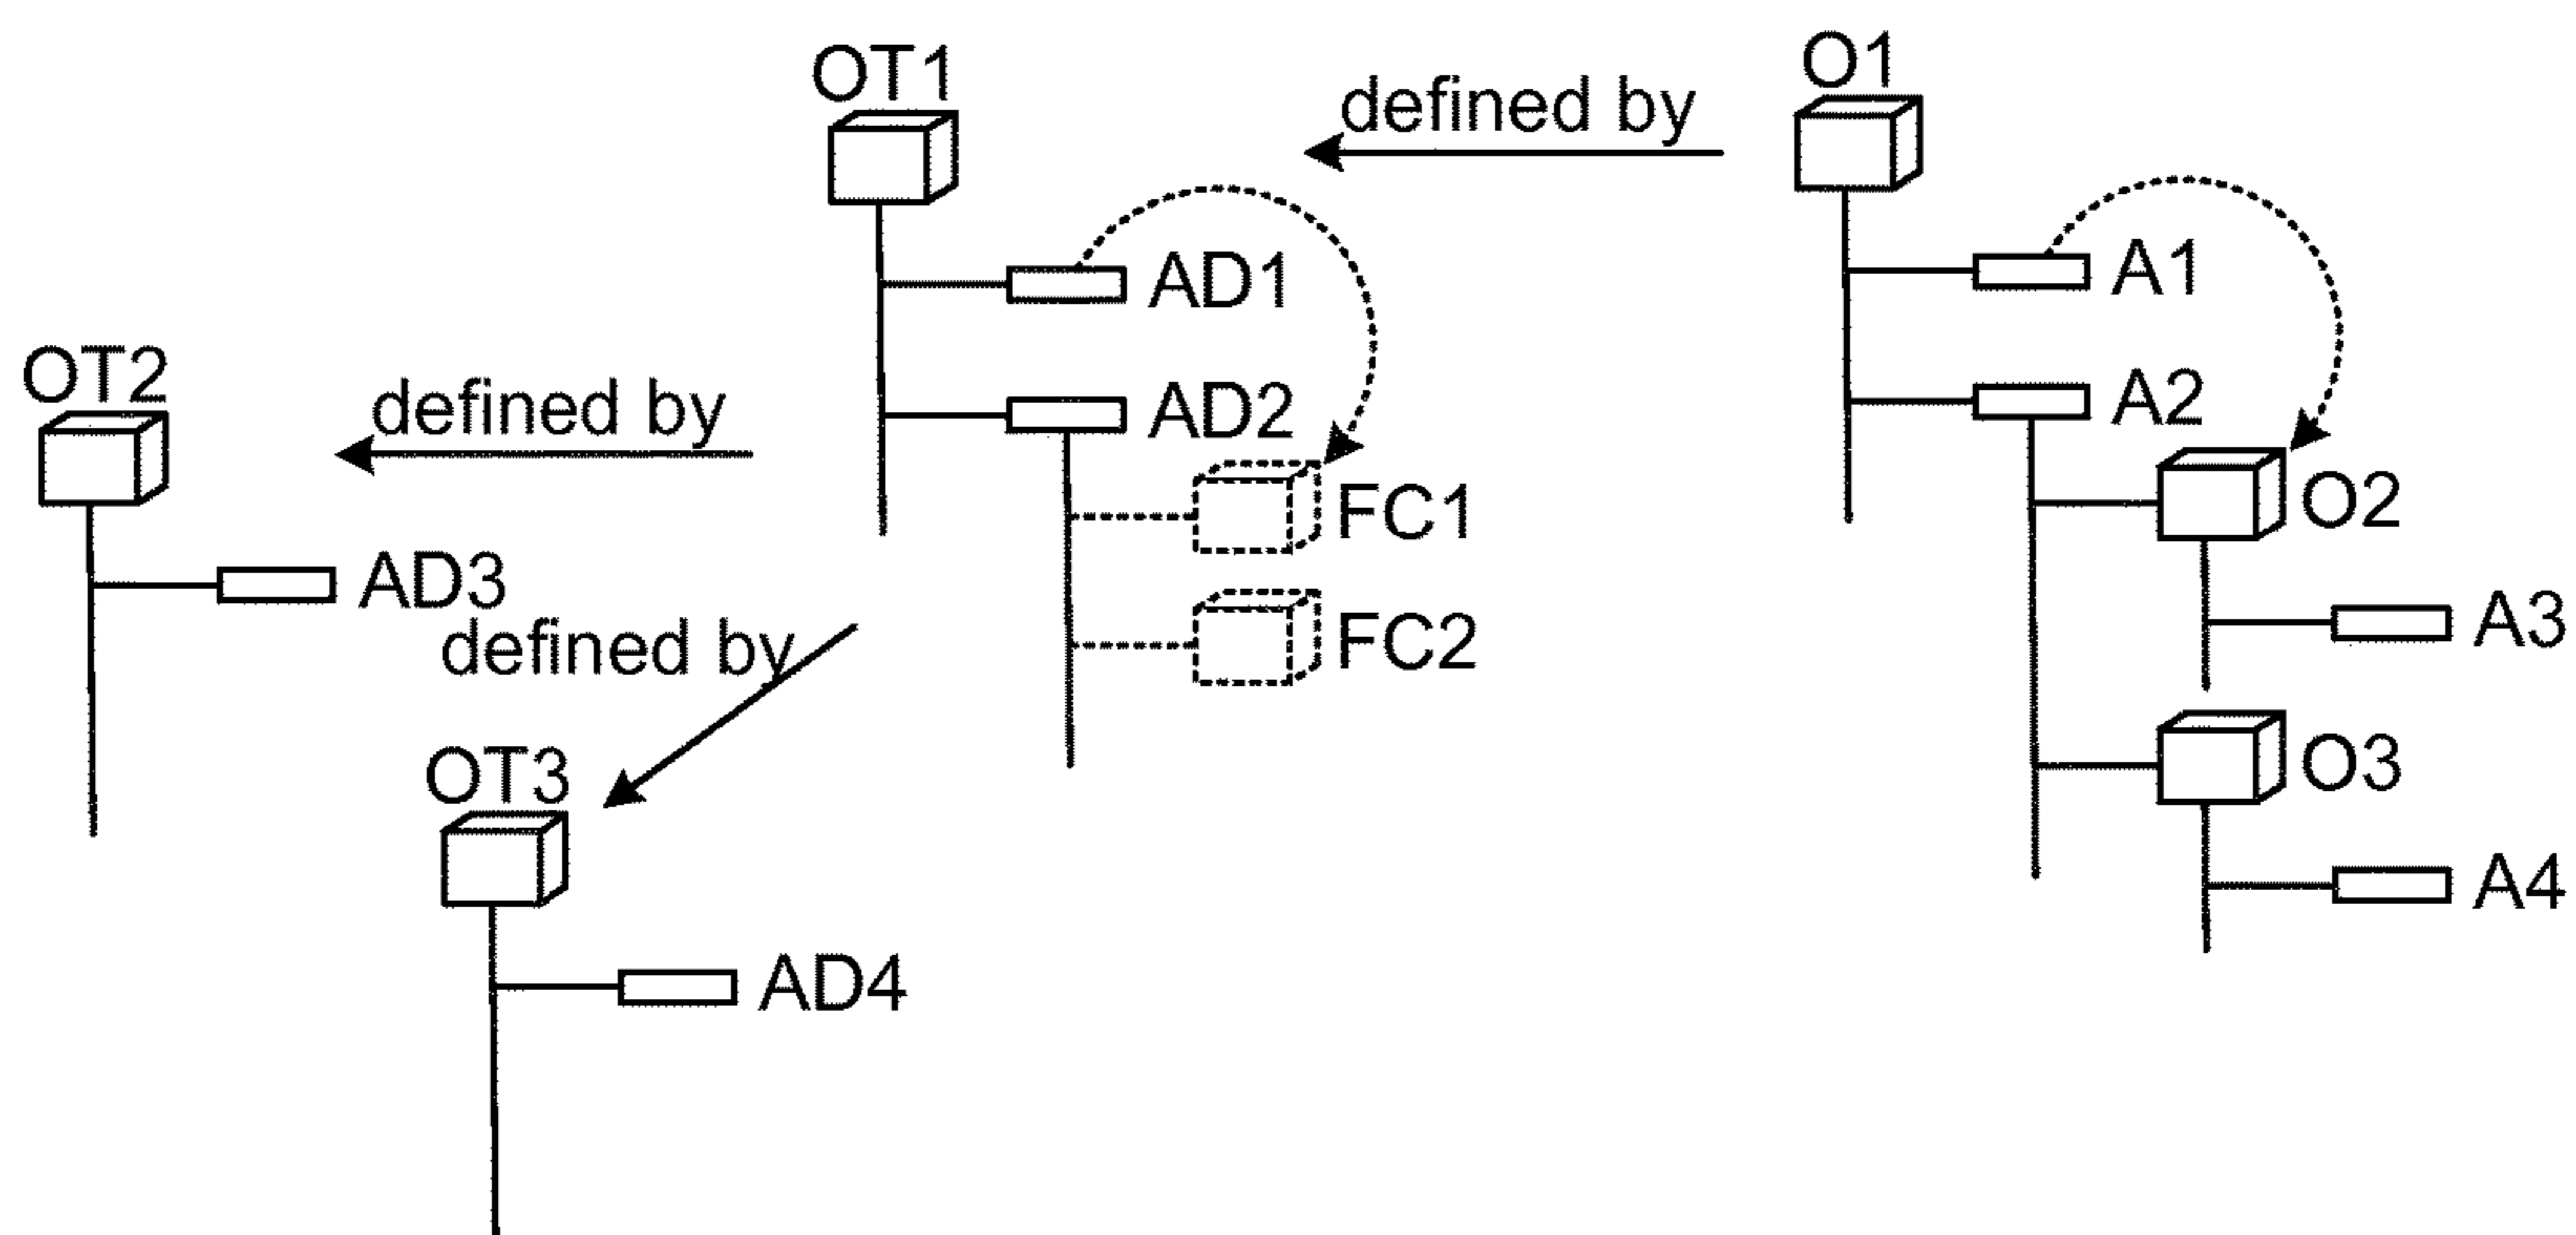 OT1
O1
defined by
AD1
A1
OT2
defined by
AD2
A2
FC1
O2
AD3
defined by
FC2
A3
OT3
O3
AD4
A4